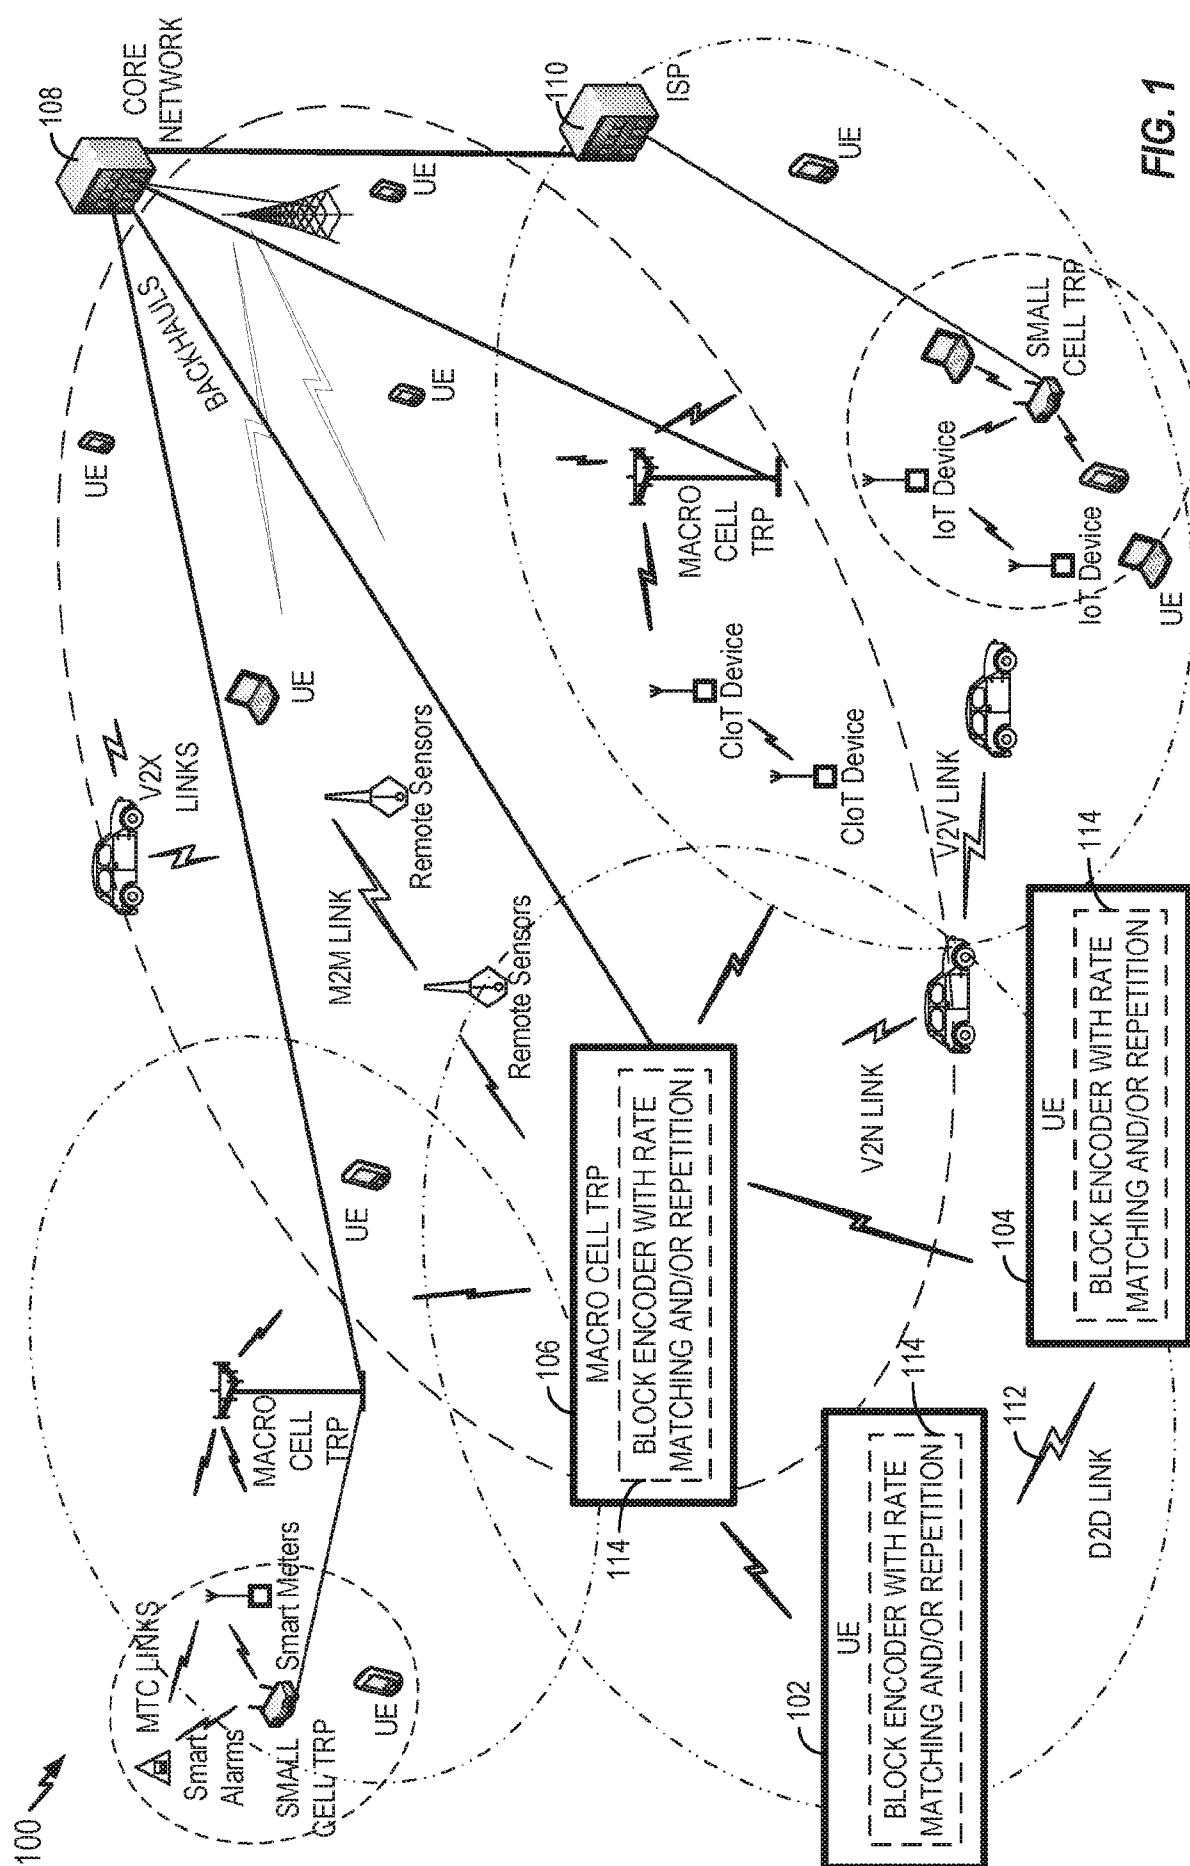 100
MTC LINKS
Smart
Alarms
Smart Meters
SMALL
CELL TRP
UE
MACRO
CELL
TRP
UE
V2X
LINKS
UE
UE
BACKHAULS
108
CORE
NETWORK
UE
UE
M2M LINK
Remote Sensors
Remote Sensors
MACRO
CELL
TRP
110
ISP
UE
CIoT Device
CIoT Device
106
MACRO CELL TRP
BLOCK ENCODER WITH RATE
MATCHING AND/OR REPETITION
114
V2N LINK
V2V LINK
IoT Device
IoT Device
SMALL
CELL TRP
UE
102
UE
BLOCK ENCODER WITH RATE
MATCHING AND/OR REPETITION
114
112
D2D LINK
104
UE
BLOCK ENCODER WITH RATE
MATCHING AND/OR REPETITION
114
FIG. 1